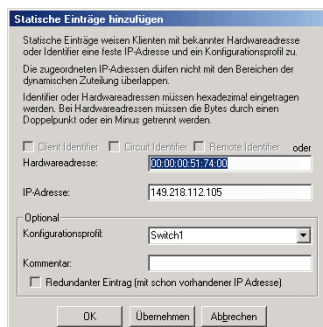 Statische Einträge hinzufügen
Statische Einträge weisen Klienten mit bekannter Hardwareadresse
oder Identifier eine feste IP-Adresse und ein Konfigurationsprofil zu.
Die zugeordneten IP-Adressen dürfen nicht mit den Bereichen der
dynamischen Zuteilung überlappen.
Identifier oder Hardwareadressen müssen hexadezimal eingetragen
werden. Bei Hardwareadressen müssen die Bytes durch einen
Doppelpunkt oder ein Minus getrennt werden.
Client Identifier Circuit Identifier Remote Identifier oder
Hardwareadresse: 00:00:00:51:74:00
IP-Adresse: 149.218.112.105
Optional
Konfigurationsprofil: Switch1
Kommentar:
Redundanter Eintrag (mit schon vorhandener IP Adresse)
OK Übernehmen Abbrechen